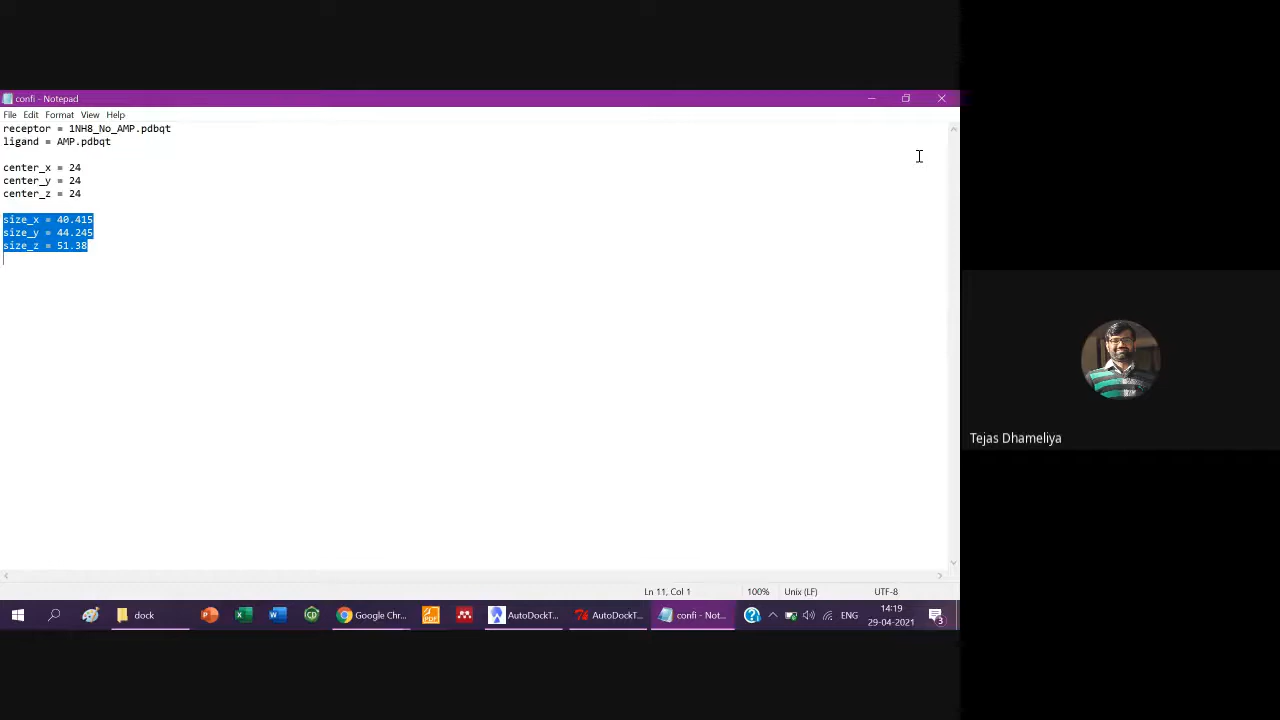 confi - Notepad
File Edit Format View Help
receptor = 1NH8_No_AMP.pdbqt
ligand = AMP.pdbqt
center_x = 24
center_y = 24
center_z = 24
size_x = 40.415
size_y = 44.245
size_z = 51.38
Tejas Dhameliya
Ln 11, Col 1 100% Unix (LF) UTF-8
dock Google Chr... AutoDockT... AutoDockT... confi - Not... ENG 14:19
29-04-2021 3